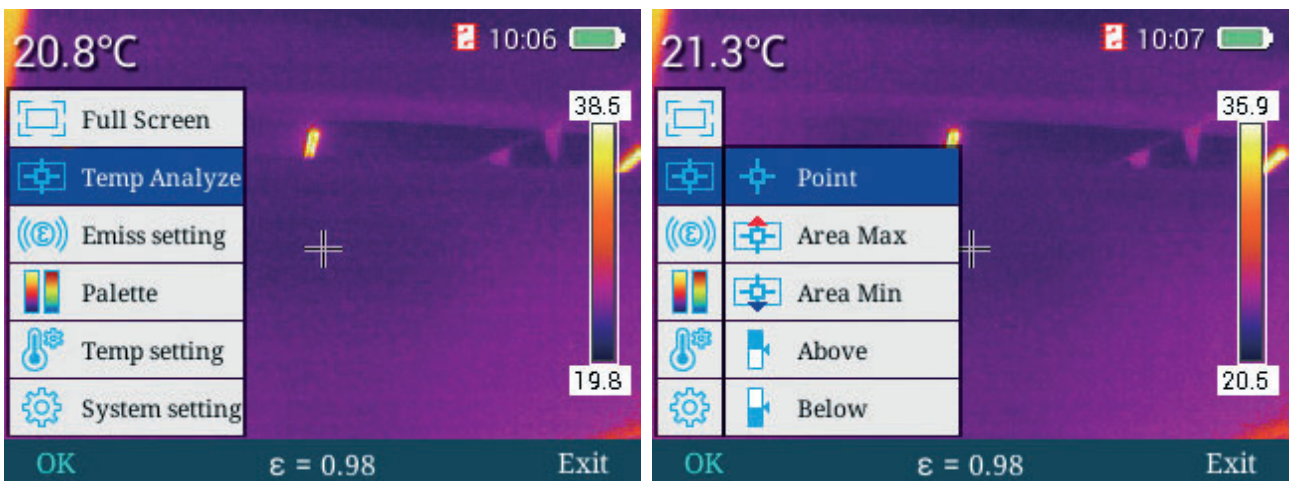 20.8°C
10:06
Full Screen
38.5
Temp Analyze
((ε)) Emiss setting
Palette
Temp setting
19.8
System setting
OK
ε = 0.98
Exit
21.3°C
10:07
35.9
Point
((ε))
Area Max
Area Min
Above
20.5
Below
OK
ε = 0.98
Exit